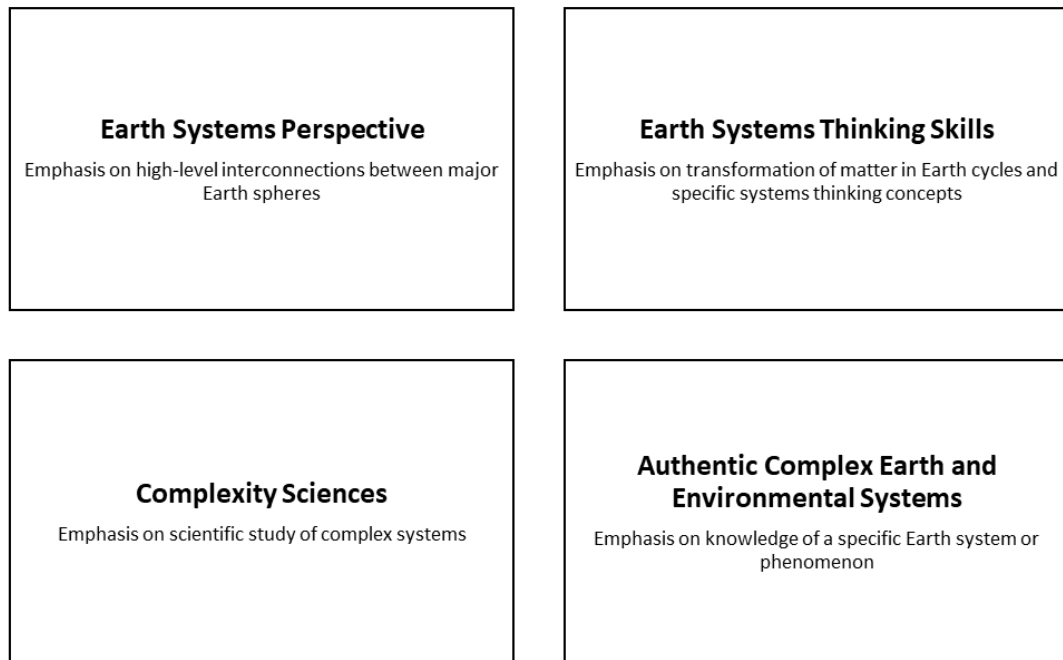 Earth Systems Perspective
Emphasis on high-level interconnections between major
Earth spheres
Earth Systems Thinking Skills
Emphasis on transformation of matter in Earth cycles and
specific systems thinking concepts
Complexity Sciences
Emphasis on scientific study of complex systems
Authentic Complex Earth and
Environmental Systems
Emphasis on knowledge of a specific Earth system or
phenomenon